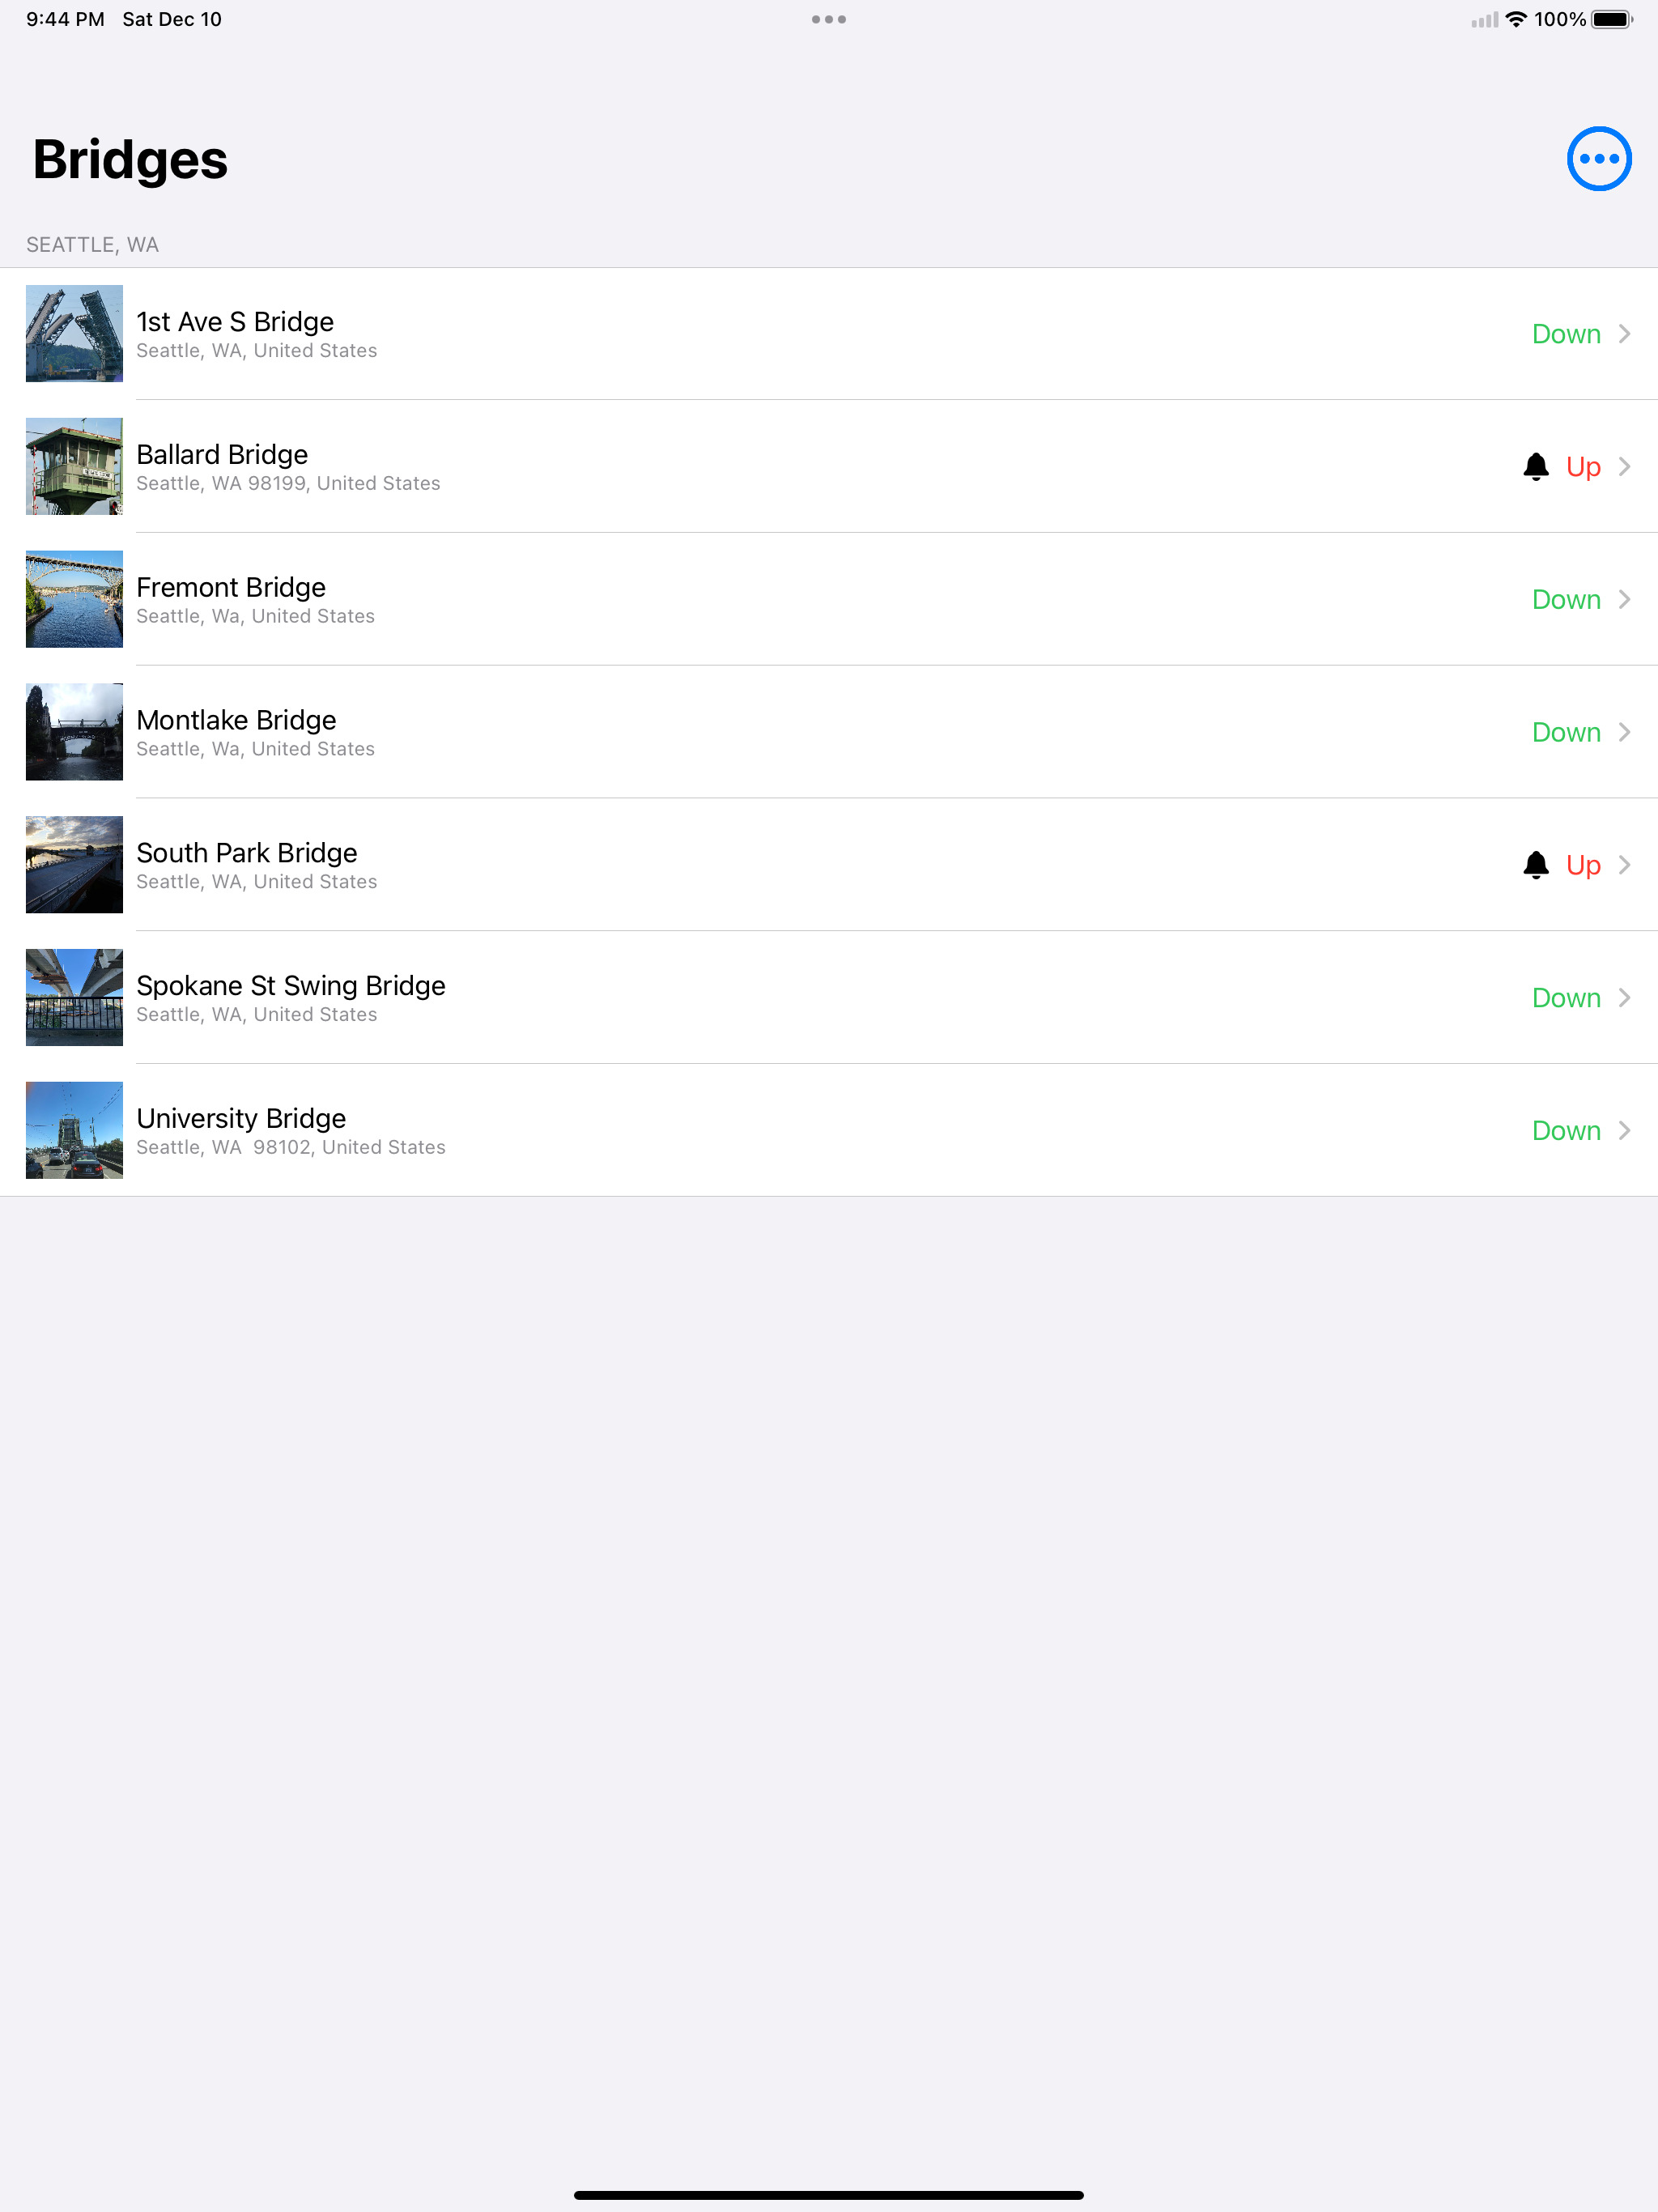 9:44 PM Sat Dec 10
100%
Bridges
SEATTLE, WA
1st Ave S Bridge
Seattle, WA, United States
Down
Ballard Bridge
Seattle, WA 98199, United States
Up
Fremont Bridge
Seattle, Wa, United States
Down
Montlake Bridge
Seattle, Wa, United States
Down
South Park Bridge
Seattle, WA, United States
Up
Spokane St Swing Bridge
Seattle, WA, United States
Down
University Bridge
Seattle, WA  98102, United States
Down